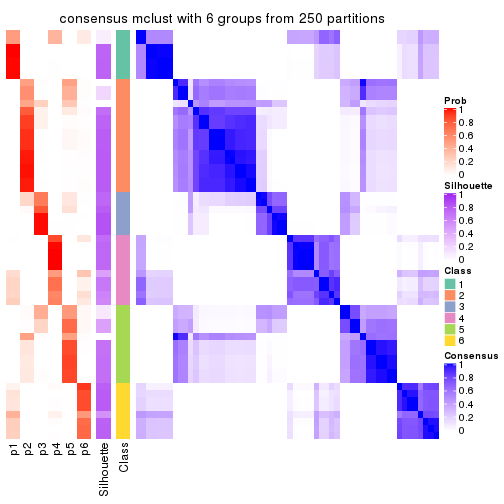 consensus mclust with 6 groups from 250 partitions
Prob
1
0.8
0.6
0.4
0.2
0
Silhouette
1
0.8
0.6
0.4
0.2
0
Class
1
2
3
4
5
6
Consensus
1
0.8
0.6
0.4
0.2
0
p1
p2
p3
p4
p5
p6
Silhouette
Class